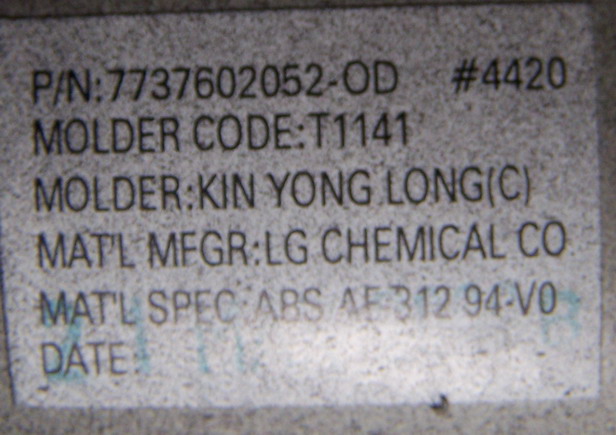 P/N:7737602052-OD #4420
MOLDER CODE:T1141
MOLDER:KIN YONG LONG(C)
MAT'L MFGR:LG CHEMICAL CO
MAT'L SPEC:ABS AF-312 94-V0
DATE: